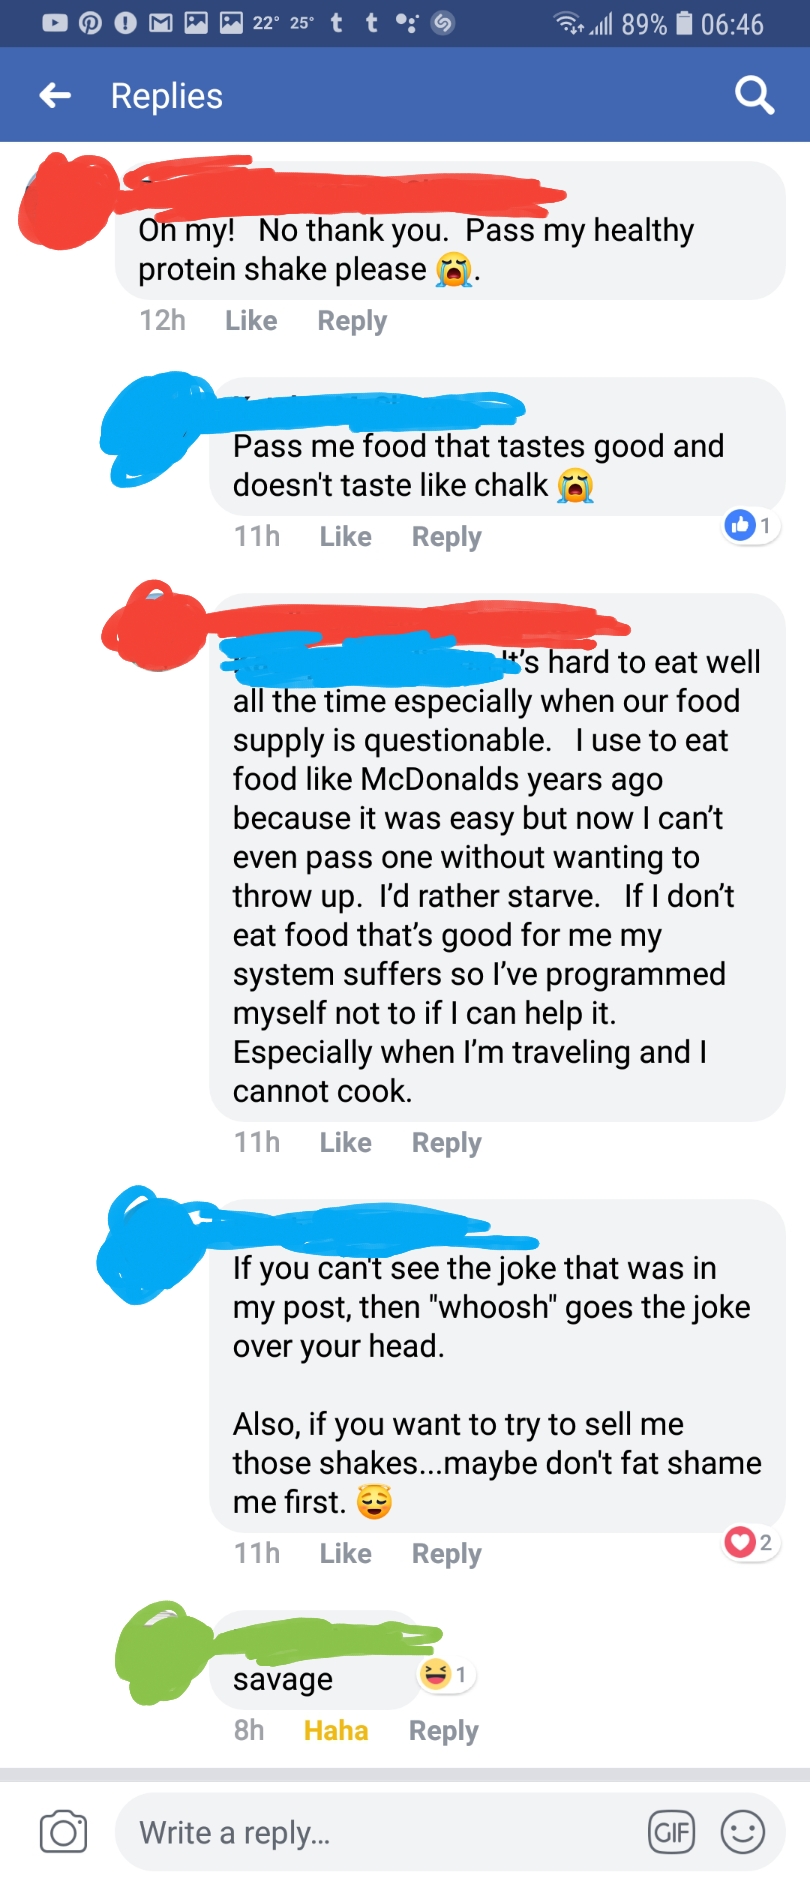 22° 25° t t 89% 06:46
Replies
Oh my! No thank you. Pass my healthy
protein shake please 😭.
12h Like Reply
Pass me food that tastes good and
doesn't taste like chalk 😭
11h Like Reply 1
It's hard to eat well
all the time especially when our food
supply is questionable. I use to eat
food like McDonalds years ago
because it was easy but now I can't
even pass one without wanting to
throw up. I'd rather starve. If I don't
eat food that's good for me my
system suffers so I've programmed
myself not to if I can help it.
Especially when I'm traveling and I
cannot cook.
11h Like Reply
If you can't see the joke that was in
my post, then "whoosh" goes the joke
over your head.
Also, if you want to try to sell me
those shakes...maybe don't fat shame
me first. 😇
11h Like Reply 2
savage 1
8h Haha Reply
Write a reply... GIF